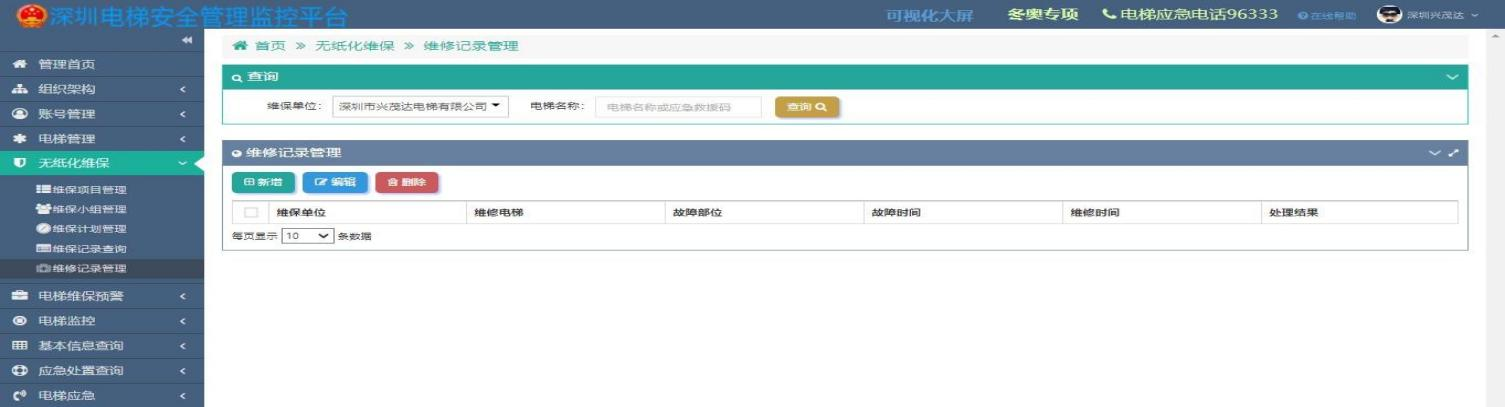 深圳电梯安全管理监控平台
可视化大屏 冬奥专项 电梯应急电话96333 在线帮助 深圳兴茂达
首页 » 无纸化维保 » 维修记录管理
管理首页
组织架构
账号管理
电梯管理
无纸化维保
维保项目管理
维保小组管理
维保计划管理
维保记录查询
维修记录管理
电梯维保预警
电梯监控
基本信息查询
应急处置查询
电梯应急
查询
维保单位： 深圳市兴茂达电梯有限公司 电梯名称： 电梯名称或应急救援码 查询
维修记录管理
新增 编辑 删除
维保单位 维修电梯 故障部位 故障时间 维修时间 处理结果
每页显示 10 条数据